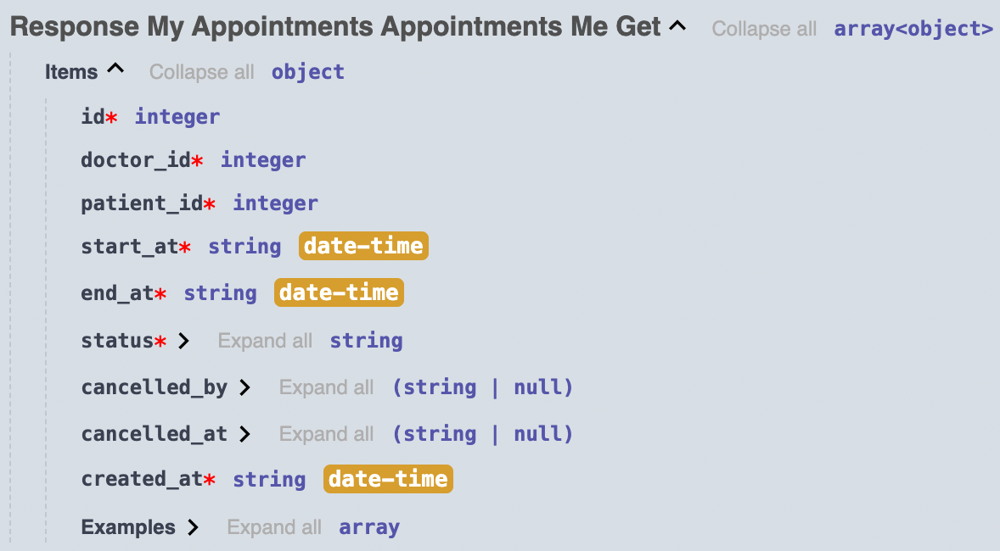 Response My Appointments Appointments Me Get Collapse all array<object>
Items Collapse all object
id* integer
doctor_id* integer
patient_id* integer
start_at* string date-time
end_at* string date-time
status* Expand all string
cancelled_by Expand all (string | null)
cancelled_at Expand all (string | null)
created_at* string date-time
Examples Expand all array